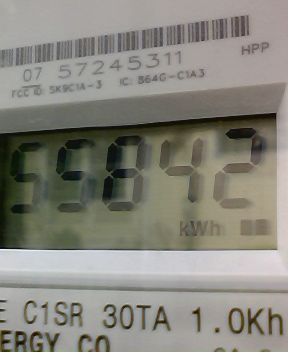 07 57245311
HPP
FCC ID: SK9C1A-3 IC: 864G-C1A3
55842
kWh
E C1SR 30TA 1.0Kh
ERGY CO